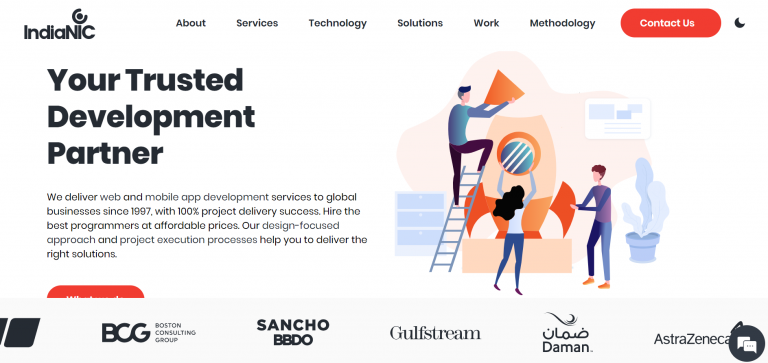 IndiaNIC
About
Services
Technology
Solutions
Work
Methodology
Contact Us
Your Trusted
Development
Partner
We deliver web and mobile app development services to global
businesses since 1997, with 100% project delivery success. Hire the
best programmers at affordable prices. Our design-focused
approach and project execution processes help you to deliver the
right solutions.
BCG
BOSTON
CONSULTING
GROUP
SANCHO
BBDO
Gulfstream
ضمان
Daman
AstraZeneca